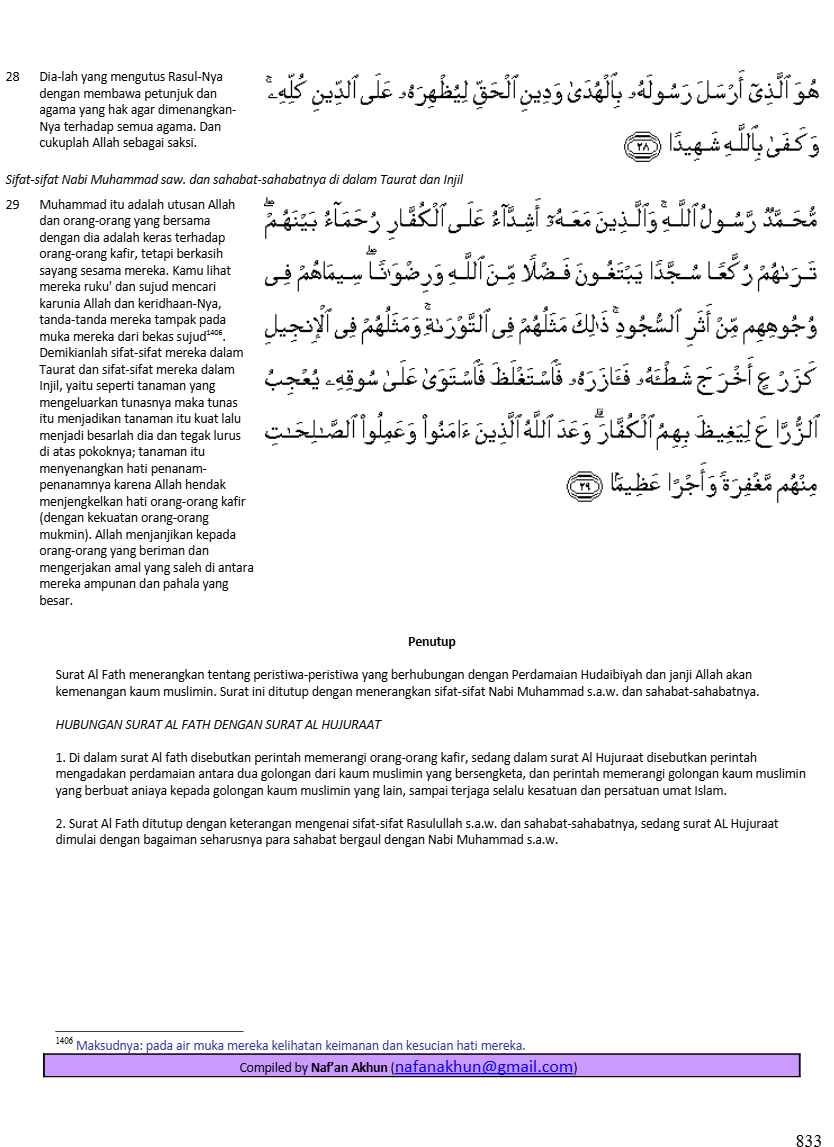 28 Dia-lah yang mengutus Rasul-Nya
dengan membawa petunjuk dan
agama yang hak agar dimenangkan-
Nya terhadap semua agama. Dan
cukuplah Allah sebagai saksi.
هُوَ ٱلَّذِىٓ أَرْسَلَ رَسُولَهُۥ بِٱلْهُدَىٰ وَدِينِ ٱلْحَقِّ لِيُظْهِرَهُۥ عَلَى ٱلدِّينِ كُلِّهِۦ ۚ
وَكَفَىٰ بِٱللَّهِ شَهِيدًا ﴿٢٨﴾
Sifat-sifat Nabi Muhammad saw. dan sahabat-sahabatnya di dalam Taurat dan Injil
29 Muhammad itu adalah utusan Allah
dan orang-orang yang bersama
dengan dia adalah keras terhadap
orang-orang kafir, tetapi berkasih
sayang sesama mereka. Kamu lihat
mereka ruku' dan sujud mencari
karunia Allah dan keridhaan-Nya,
tanda-tanda mereka tampak pada
muka mereka dari bekas sujud¹⁴⁰⁶.
Demikianlah sifat-sifat mereka dalam
Taurat dan sifat-sifat mereka dalam
Injil, yaitu seperti tanaman yang
mengeluarkan tunasnya maka tunas
itu menjadikan tanaman itu kuat lalu
menjadi besarlah dia dan tegak lurus
di atas pokoknya; tanaman itu
menyenangkan hati penanam-
penanamnya karena Allah hendak
menjengkelkan hati orang-orang kafir
(dengan kekuatan orang-orang
mukmin). Allah menjanjikan kepada
orang-orang yang beriman dan
mengerjakan amal yang saleh di antara
mereka ampunan dan pahala yang
besar.
مُّحَمَّدٌ رَّسُولُ ٱللَّهِ ۚ وَٱلَّذِينَ مَعَهُۥٓ أَشِدَّآءُ عَلَى ٱلْكُفَّارِ رُحَمَآءُ بَيْنَهُمْ ۖ
تَرَىٰهُمْ رُكَّعًا سُجَّدًا يَبْتَغُونَ فَضْلًا مِّنَ ٱللَّهِ وَرِضْوَٰنًا ۖ سِيمَاهُمْ فِى
وُجُوهِهِم مِّنْ أَثَرِ ٱلسُّجُودِ ۚ ذَٰلِكَ مَثَلُهُمْ فِى ٱلتَّوْرَىٰةِ ۚ وَمَثَلُهُمْ فِى ٱلْإِنجِيلِ
كَزَرْعٍ أَخْرَجَ شَطْـَٔهُۥ فَـَٔازَرَهُۥ فَٱسْتَغْلَظَ فَٱسْتَوَىٰ عَلَىٰ سُوقِهِۦ يُعْجِبُ
ٱلزُّرَّاعَ لِيَغِيظَ بِهِمُ ٱلْكُفَّارَ ۗ وَعَدَ ٱللَّهُ ٱلَّذِينَ ءَامَنُوا۟ وَعَمِلُوا۟ ٱلصَّـٰلِحَـٰتِ
مِنْهُم مَّغْفِرَةً وَأَجْرًا عَظِيمًۢا ﴿٢٩﴾
Penutup
Surat Al Fath menerangkan tentang peristiwa-peristiwa yang berhubungan dengan Perdamaian Hudaibiyah dan janji Allah akan
kemenangan kaum muslimin. Surat ini ditutup dengan menerangkan sifat-sifat Nabi Muhammad s.a.w. dan sahabat-sahabatnya.
HUBUNGAN SURAT AL FATH DENGAN SURAT AL HUJURAAT
1. Di dalam surat Al fath disebutkan perintah memerangi orang-orang kafir, sedang dalam surat Al Hujuraat disebutkan perintah
mengadakan perdamaian antara dua golongan dari kaum muslimin yang bersengketa, dan perintah memerangi golongan kaum muslimin
yang berbuat aniaya kepada golongan kaum muslimin yang lain, sampai terjaga selalu kesatuan dan persatuan umat Islam.
2. Surat Al Fath ditutup dengan keterangan mengenai sifat-sifat Rasulullah s.a.w. dan sahabat-sahabatnya, sedang surat AL Hujuraat
dimulai dengan bagaiman seharusnya para sahabat bergaul dengan Nabi Muhammad s.a.w.
¹⁴⁰⁶ Maksudnya: pada air muka mereka kelihatan keimanan dan kesucian hati mereka.
Compiled by Naf'an Akhun (nafanakhun@gmail.com)
833